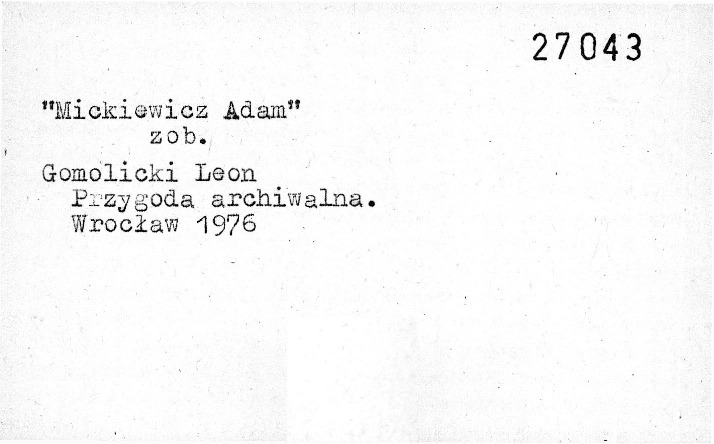 27043
"Mickiewicz Adam"
zob.
Gomolicki Leon
Przygoda archiwalna.
Wrocław 1976